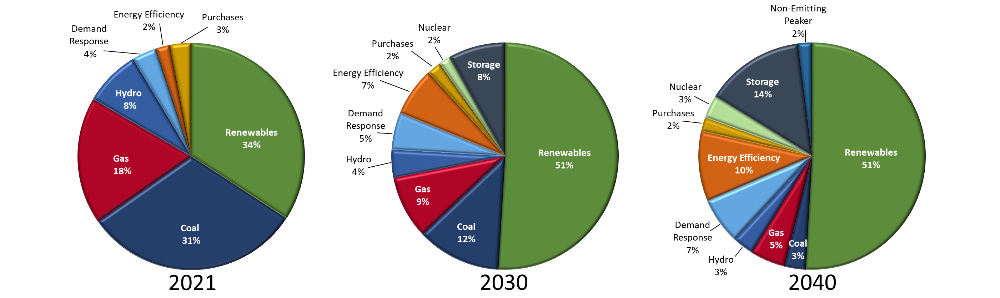 Energy Efficiency
2%
Purchases
3%
Demand
Response
4%
Hydro
8%
Renewables
34%
Gas
18%
Coal
31%
2021
Nuclear
2%
Purchases
2%
Storage
8%
Energy Efficiency
7%
Demand
Response
5%
Renewables
51%
Hydro
4%
Gas
9%
Coal
12%
2030
Non-Emitting
Peaker
2%
Storage
14%
Nuclear
3%
Purchases
2%
Renewables
51%
Energy Efficiency
10%
Demand
Response
7%
Gas
5%
Coal
3%
Hydro
3%
2040